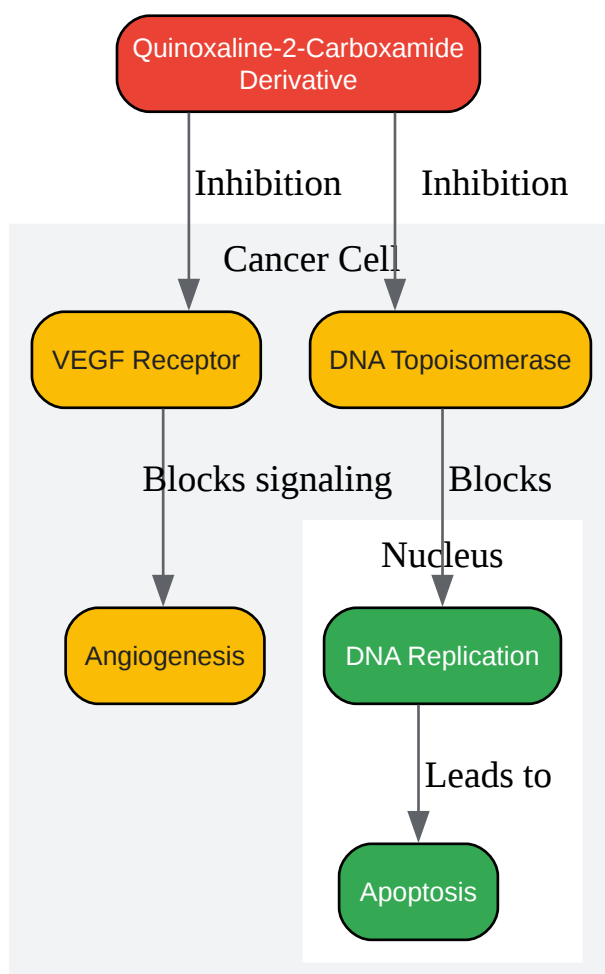 Quinoxaline-2-Carboxamide
Derivative
Inhibition
Inhibition
Cancer Cell
VEGF Receptor
DNA Topoisomerase
Blocks signaling
Blocks
Nucleus
Angiogenesis
DNA Replication
Leads to
Apoptosis